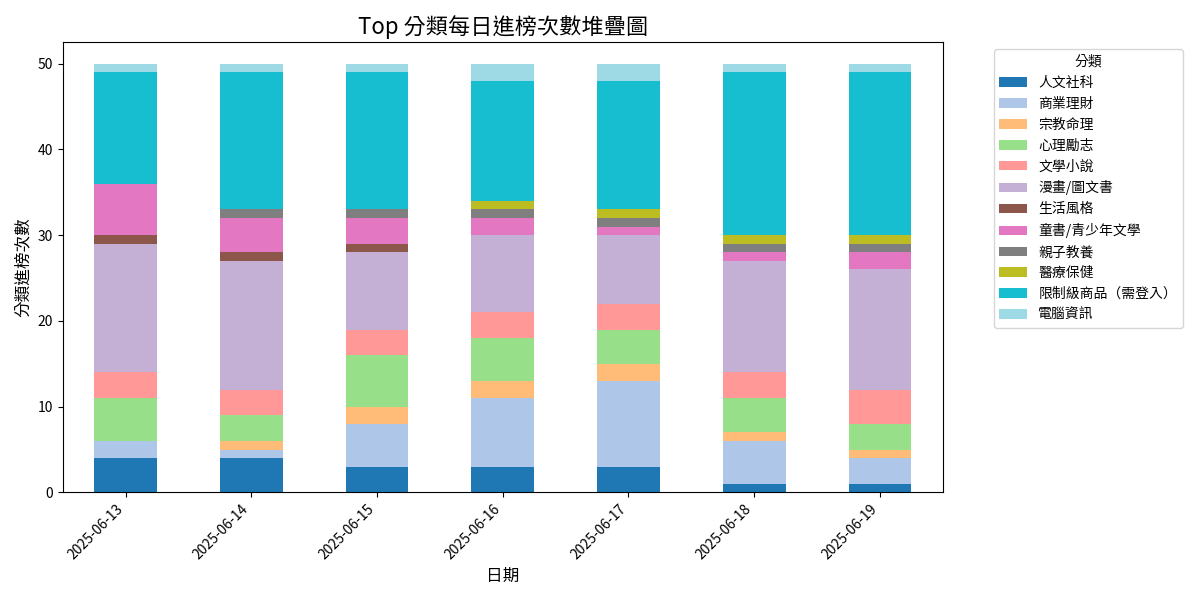 Top 分類每日進榜次數堆疊圖
分類進榜次數
50
40
30
20
10
0
2025-06-13
2025-06-14
2025-06-15
2025-06-16
2025-06-17
2025-06-18
2025-06-19
日期
分類
人文社科
商業理財
宗教命理
心理勵志
文學小說
漫畫/圖文書
生活風格
童書/青少年文學
親子教養
醫療保健
限制級商品（需登入）
電腦資訊